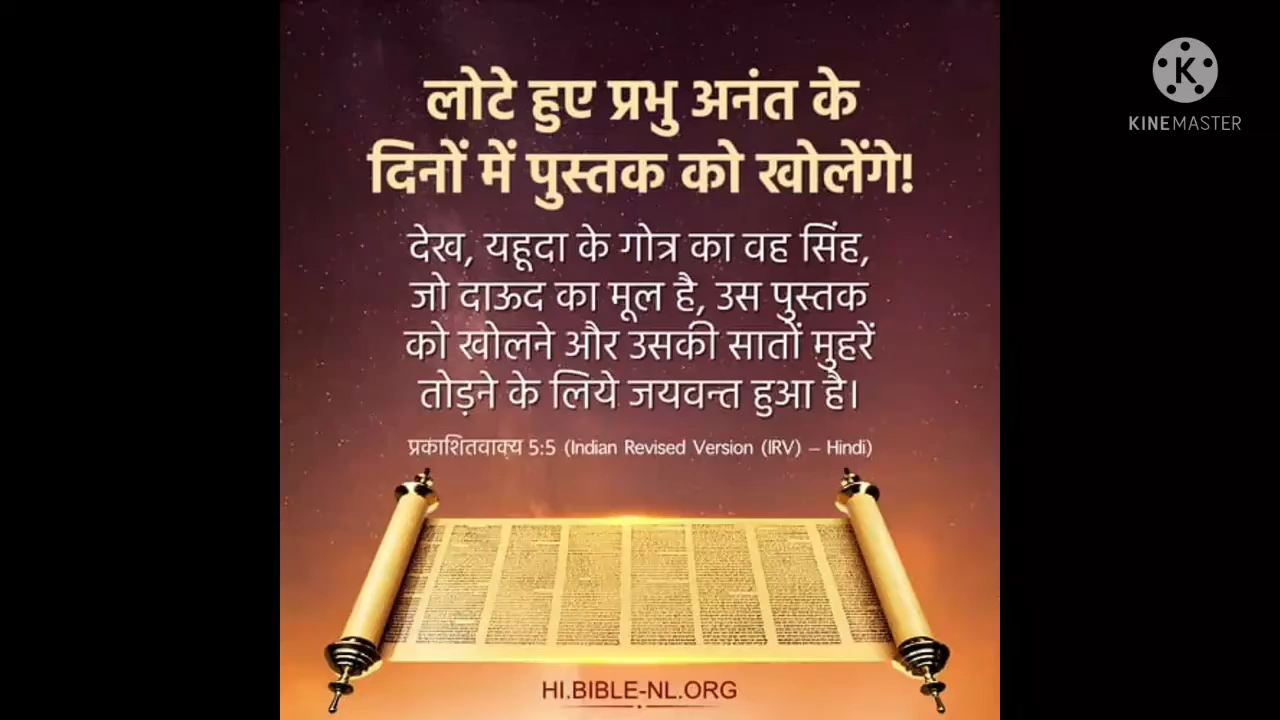 लोटे हुए प्रभु अनंत के
दिनों में पुस्तक को खोलेंगे!
देख, यहूदा के गोत्र का वह सिंह,
जो दाऊद का मूल है, उस पुस्तक
को खोलने और उसकी सातों मुहरें
तोड़ने के लिये जयवन्त हुआ है।
प्रकाशितवाक्य 5:5 (Indian Revised Version (IRV) – Hindi)
HI.BIBLE-NL.ORG
K
KINEMASTER